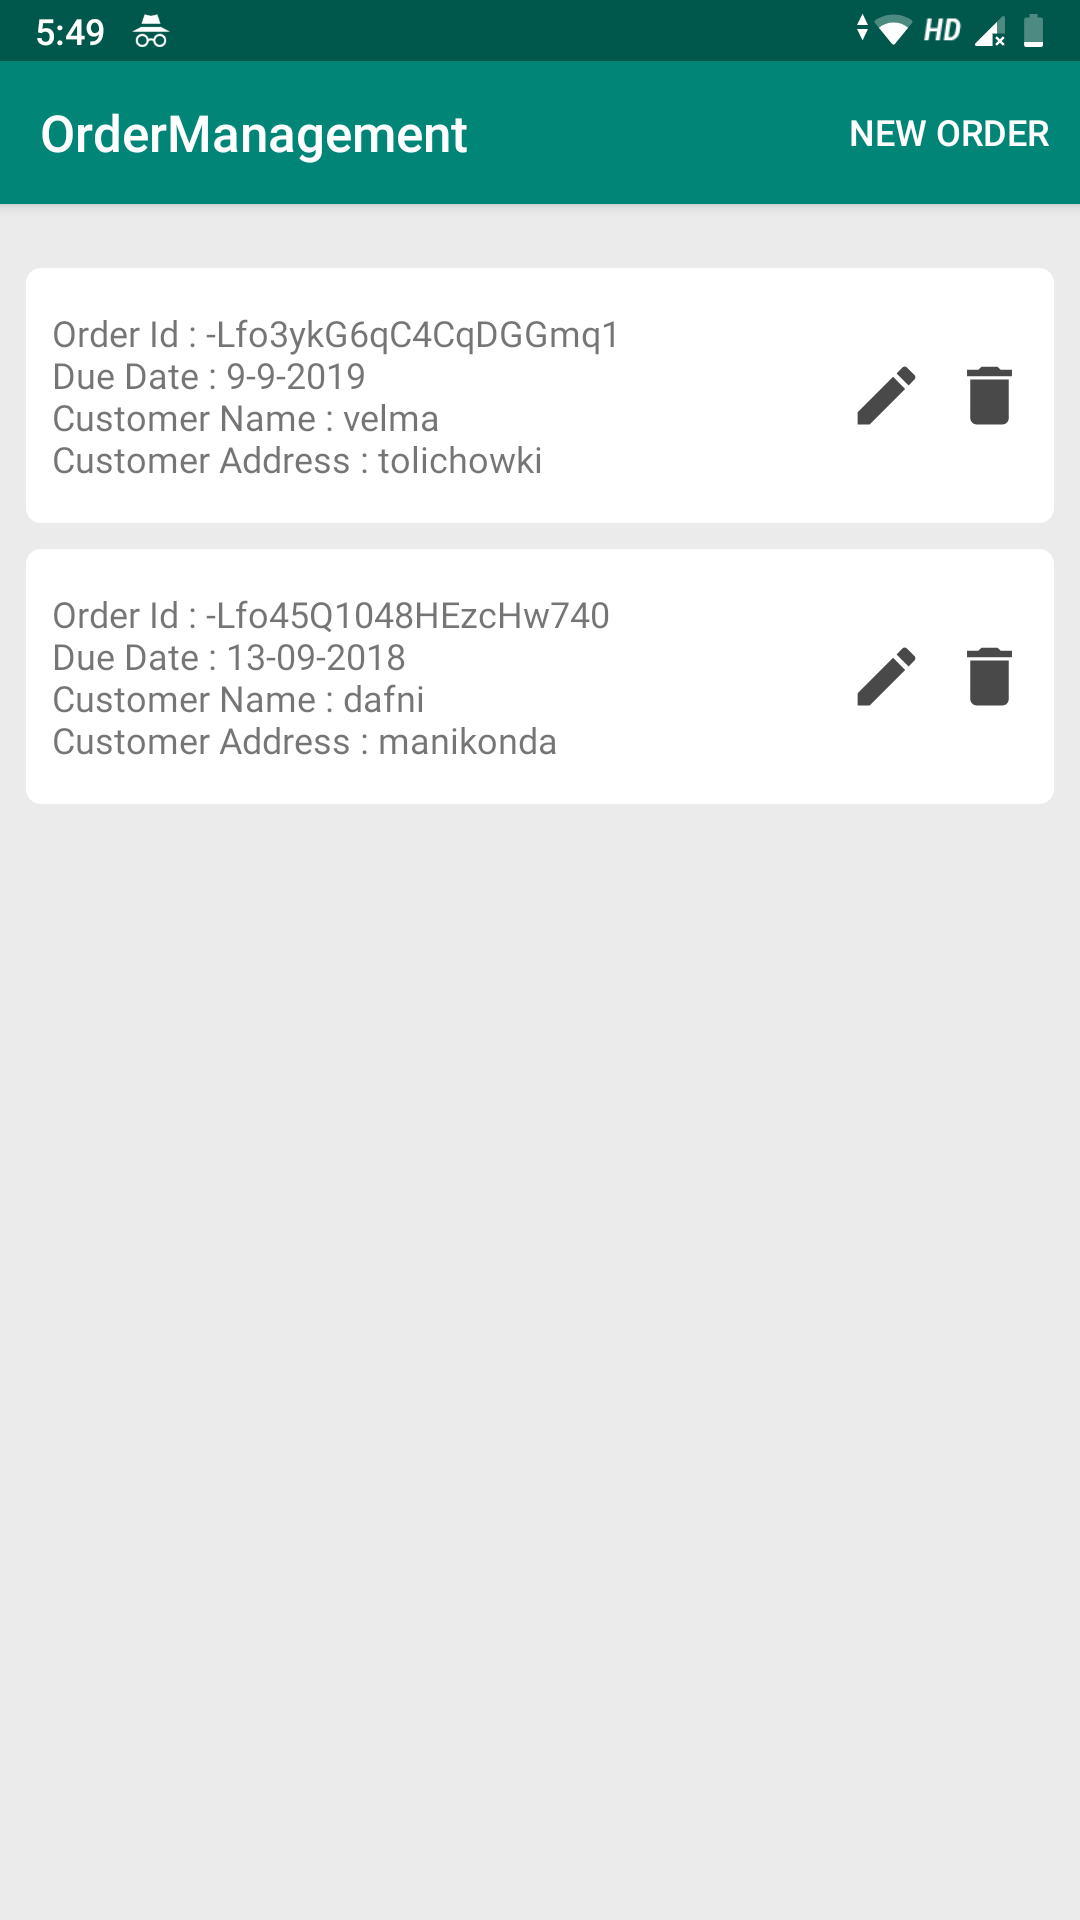 5:49
HD
OrderManagement
NEW ORDER
Order Id : -Lfo3ykG6qC4CqDGGmq1
Due Date : 9-9-2019
Customer Name : velma
Customer Address : tolichowki
Order Id : -Lfo45Q1048HEzcHw740
Due Date : 13-09-2018
Customer Name : dafni
Customer Address : manikonda